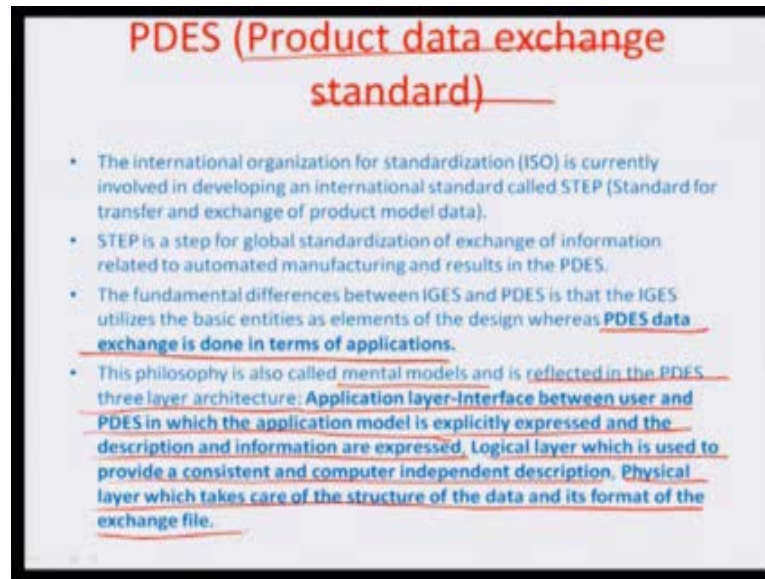 PDES (Product data exchange
standard)
• The international organization for standardization (ISO) is currently
involved in developing an international standard called STEP (Standard for
transfer and exchange of product model data).
• STEP is a step for global standardization of exchange of information
related to automated manufacturing and results in the PDES.
• The fundamental differences between IGES and PDES is that the IGES
utilizes the basic entities as elements of the design whereas PDES data
exchange is done in terms of applications.
• This philosophy is also called mental models and is reflected in the PDES
three layer architecture: Application layer-Interface between user and
PDES in which the application model is explicitly expressed and the
description and information are expressed, Logical layer which is used to
provide a consistent and computer independent description, Physical
layer which takes care of the structure of the data and its format of the
exchange file.